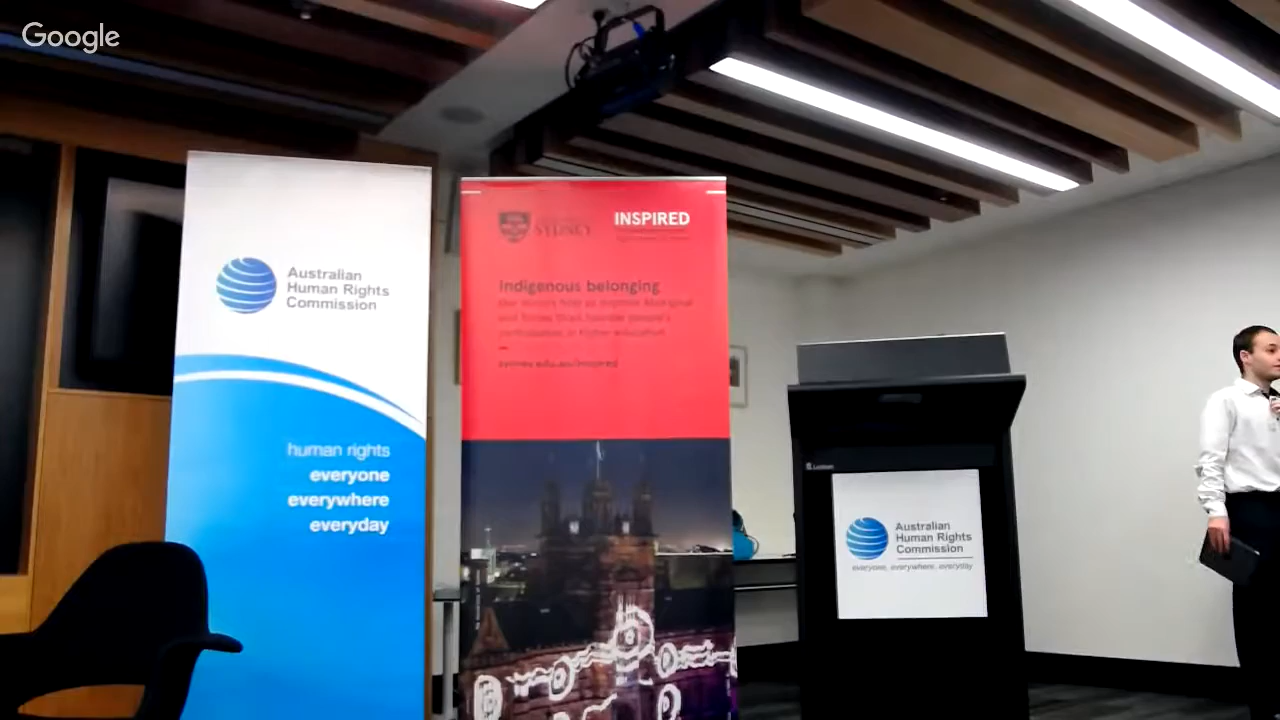 Google
Australian
Human Rights
Commission
human rights
everyone
everywhere
everyday
SYDNEY
INSPIRED
Indigenous belonging
sydney.edu.au/inspired
Australian
Human Rights
Commission
everyone, everywhere, everyday